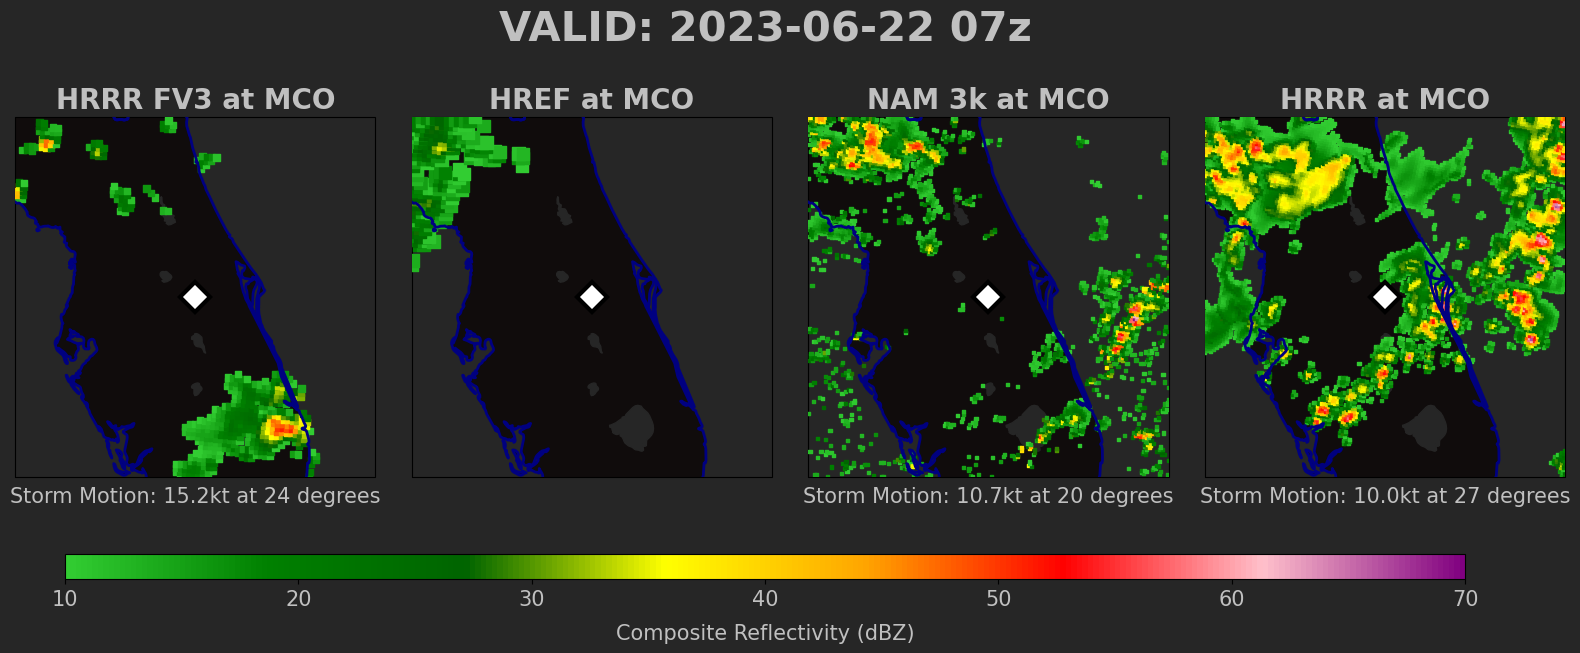 VALID: 2023-06-22 07z
HRRR FV3 at MCO
HREF at MCO
NAM 3k at MCO
HRRR at MCO
Storm Motion: 15.2kt at 24 degrees
Storm Motion: 10.7kt at 20 degrees
Storm Motion: 10.0kt at 27 degrees
10 20 30 40 50 60 70
Composite Reflectivity (dBZ)